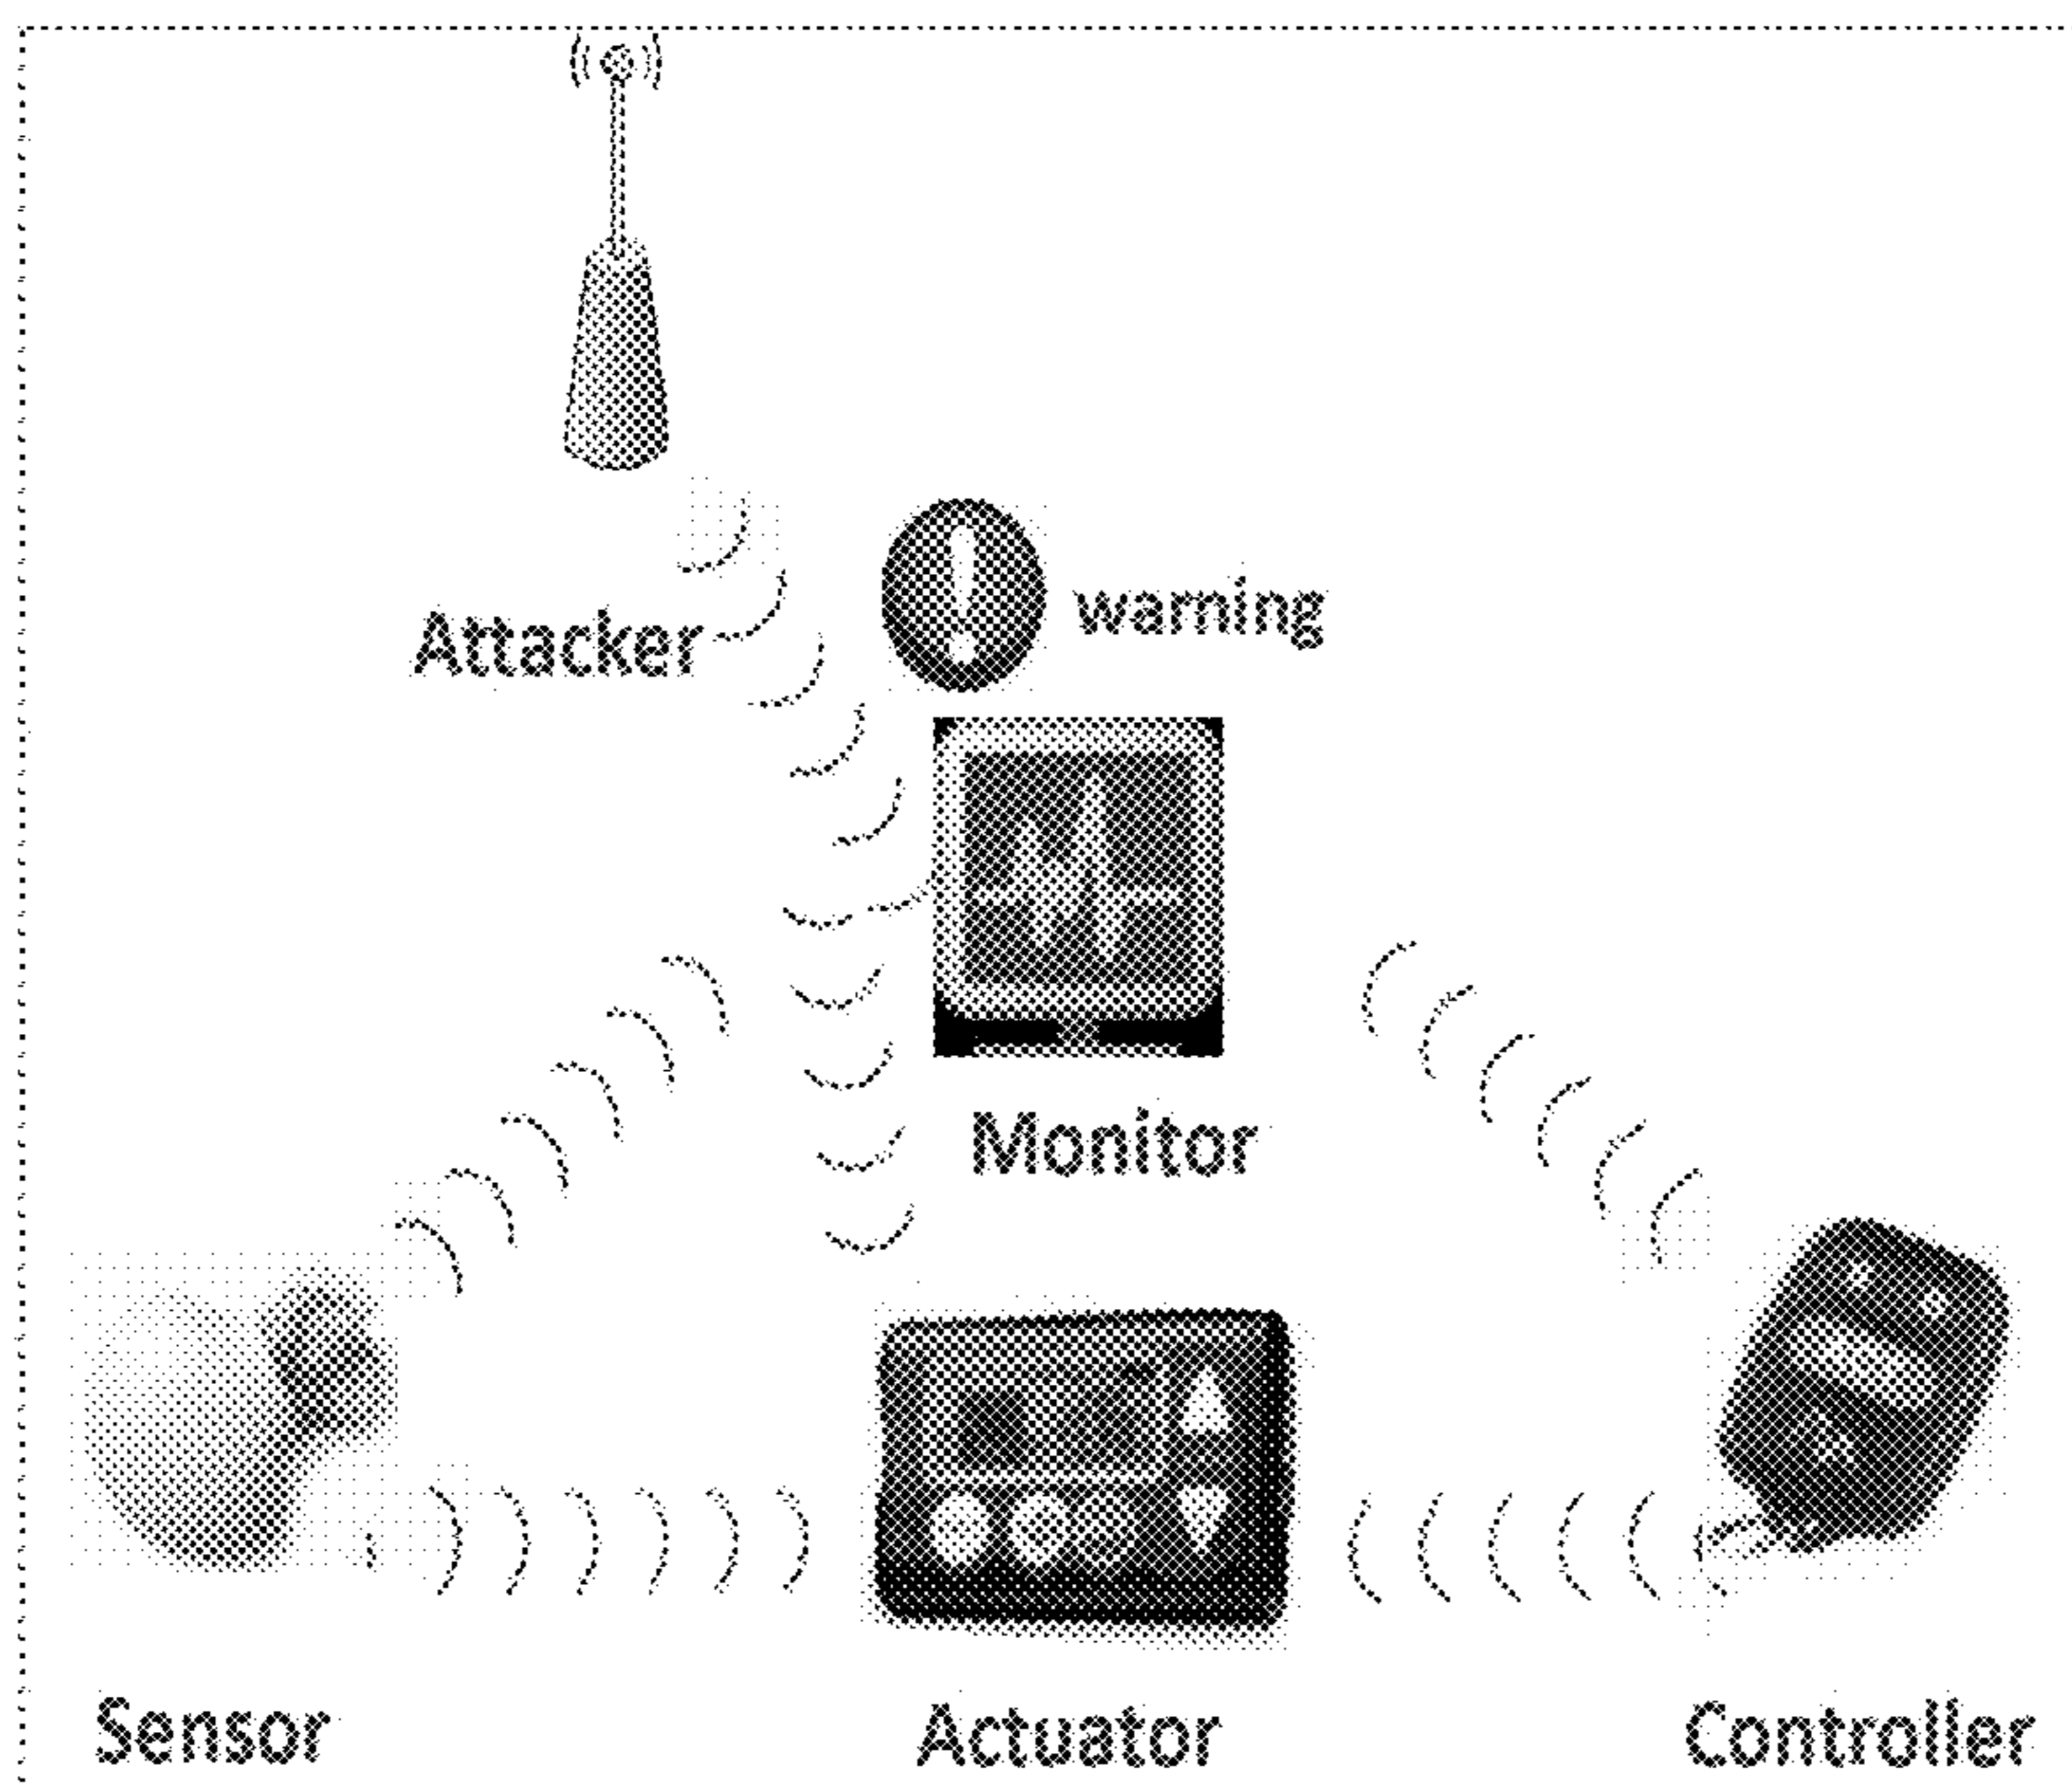 warning
Attacker
Monitor
Sensor
Actuator
Controller